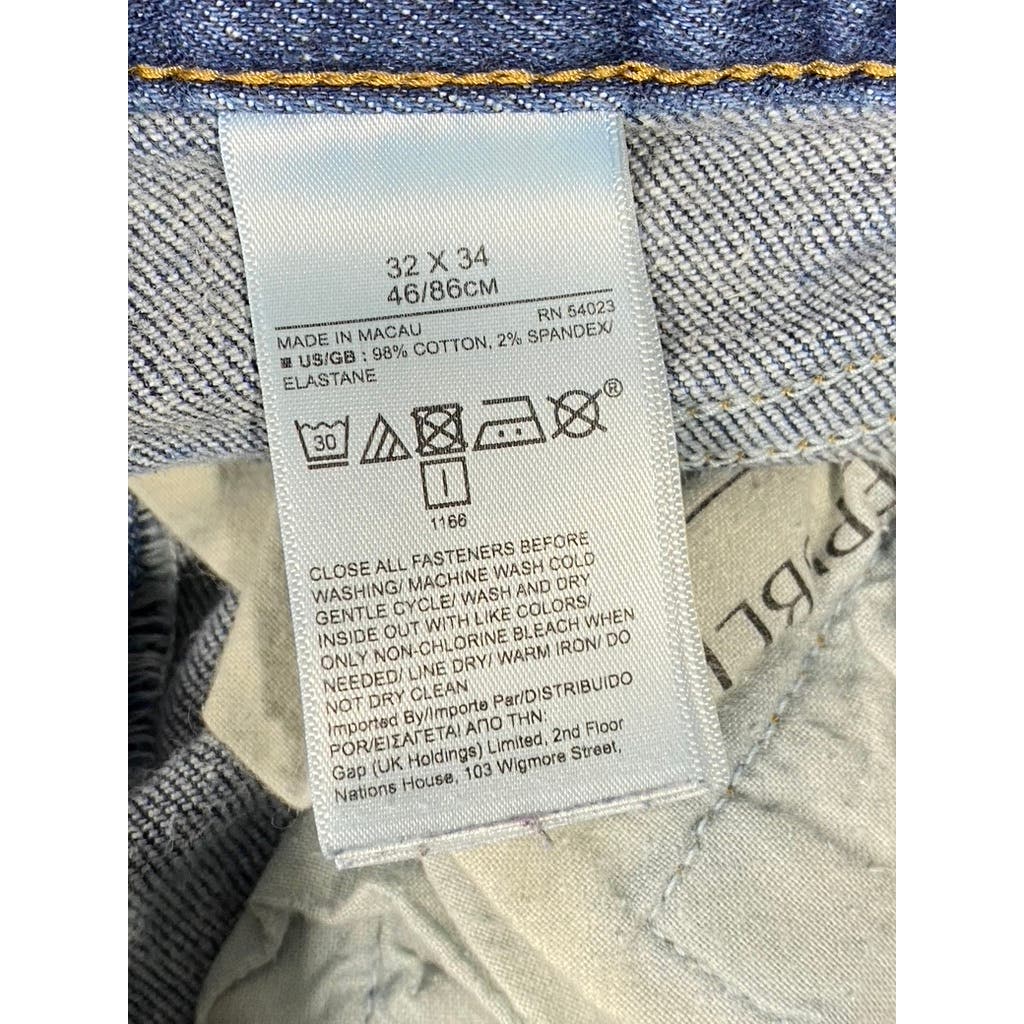 32 X 34
46/86CM
RN 54023
MADE IN MACAU
US/GB : 98% COTTON, 2% SPANDEX/
ELASTANE
30
®
1166
CLOSE ALL FASTENERS BEFORE
WASHING/ MACHINE WASH COLD
GENTLE CYCLE/ WASH AND DRY
INSIDE OUT WITH LIKE COLORS/
ONLY NON-CHLORINE BLEACH WHEN
NEEDED/ LINE DRY/ WARM IRON/ DO
NOT DRY CLEAN
Imported By/Importe Par/DISTRIBUIDO
POR/ΕΙΣΑΓΕΤΑΙ ΑΠΟ ΤΗΝ:
Gap (UK Holdings) Limited, 2nd Floor
Nations House, 103 Wigmore Street,